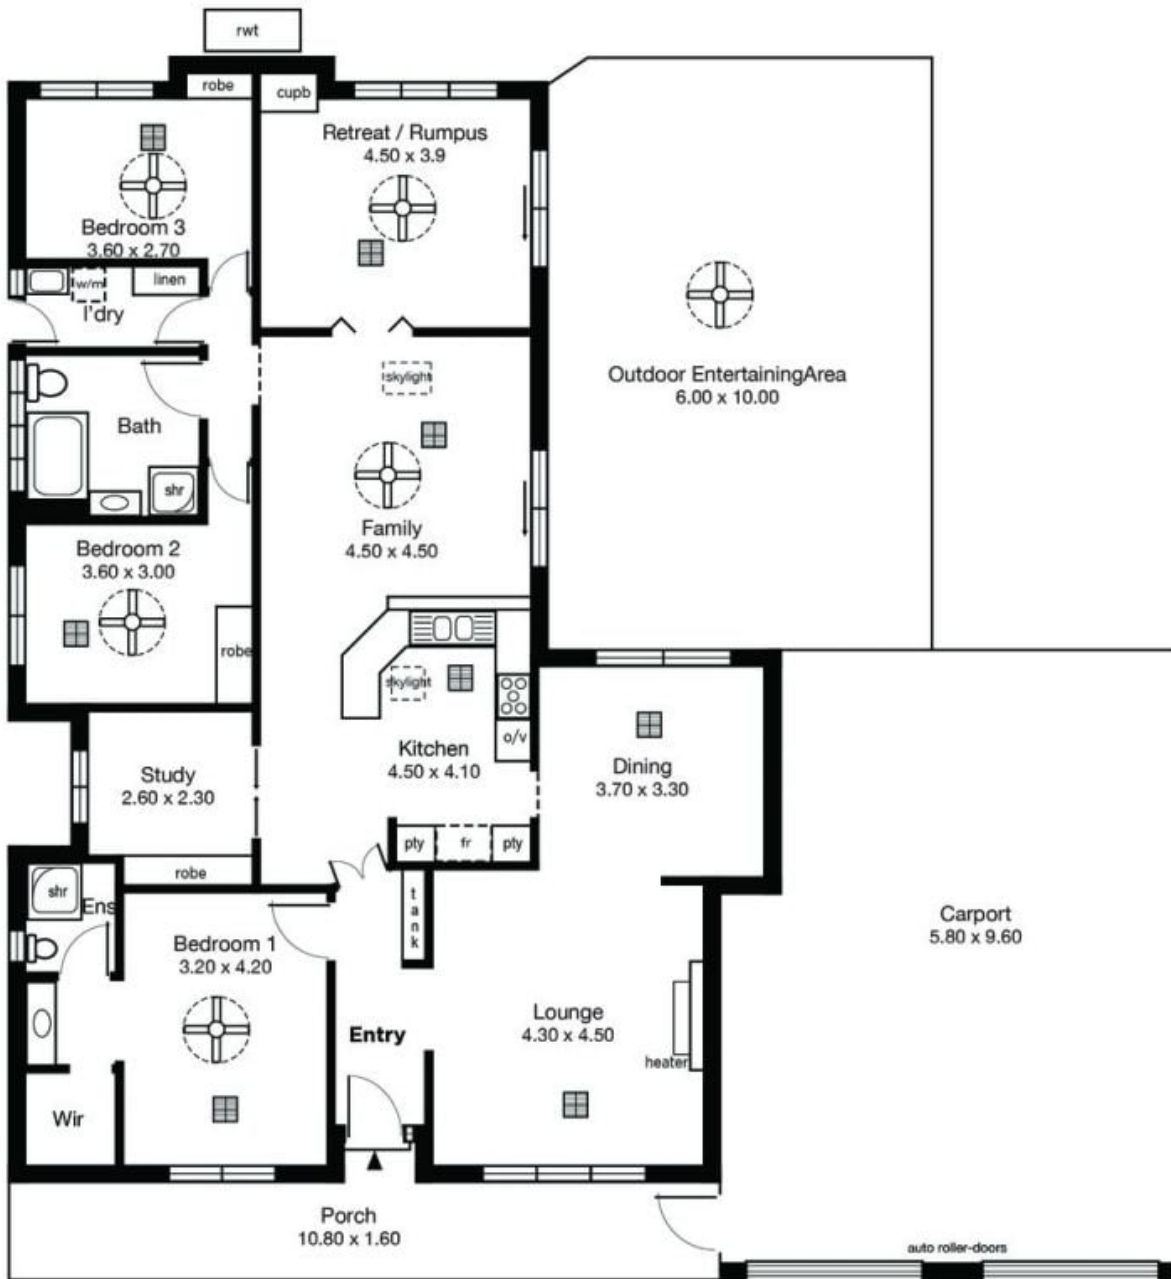 rwt
robe
cupb
Retreat / Rumpus
4.50 x 3.9
Bedroom 3
3.60 x 2.70
w/m
linen
l'dry
skylight
Outdoor EntertainingArea
6.00 x 10.00
Bath
shr
Family
4.50 x 4.50
Bedroom 2
3.60 x 3.00
robe
skylight
o/v
Kitchen
4.50 x 4.10
Dining
3.70 x 3.30
Study
2.60 x 2.30
pty
fr
pty
robe
shr
Ens
tank
Bedroom 1
3.20 x 4.20
Carport
5.80 x 9.60
Lounge
4.30 x 4.50
Entry
heater
Wir
Porch
10.80 x 1.60
auto roller-doors